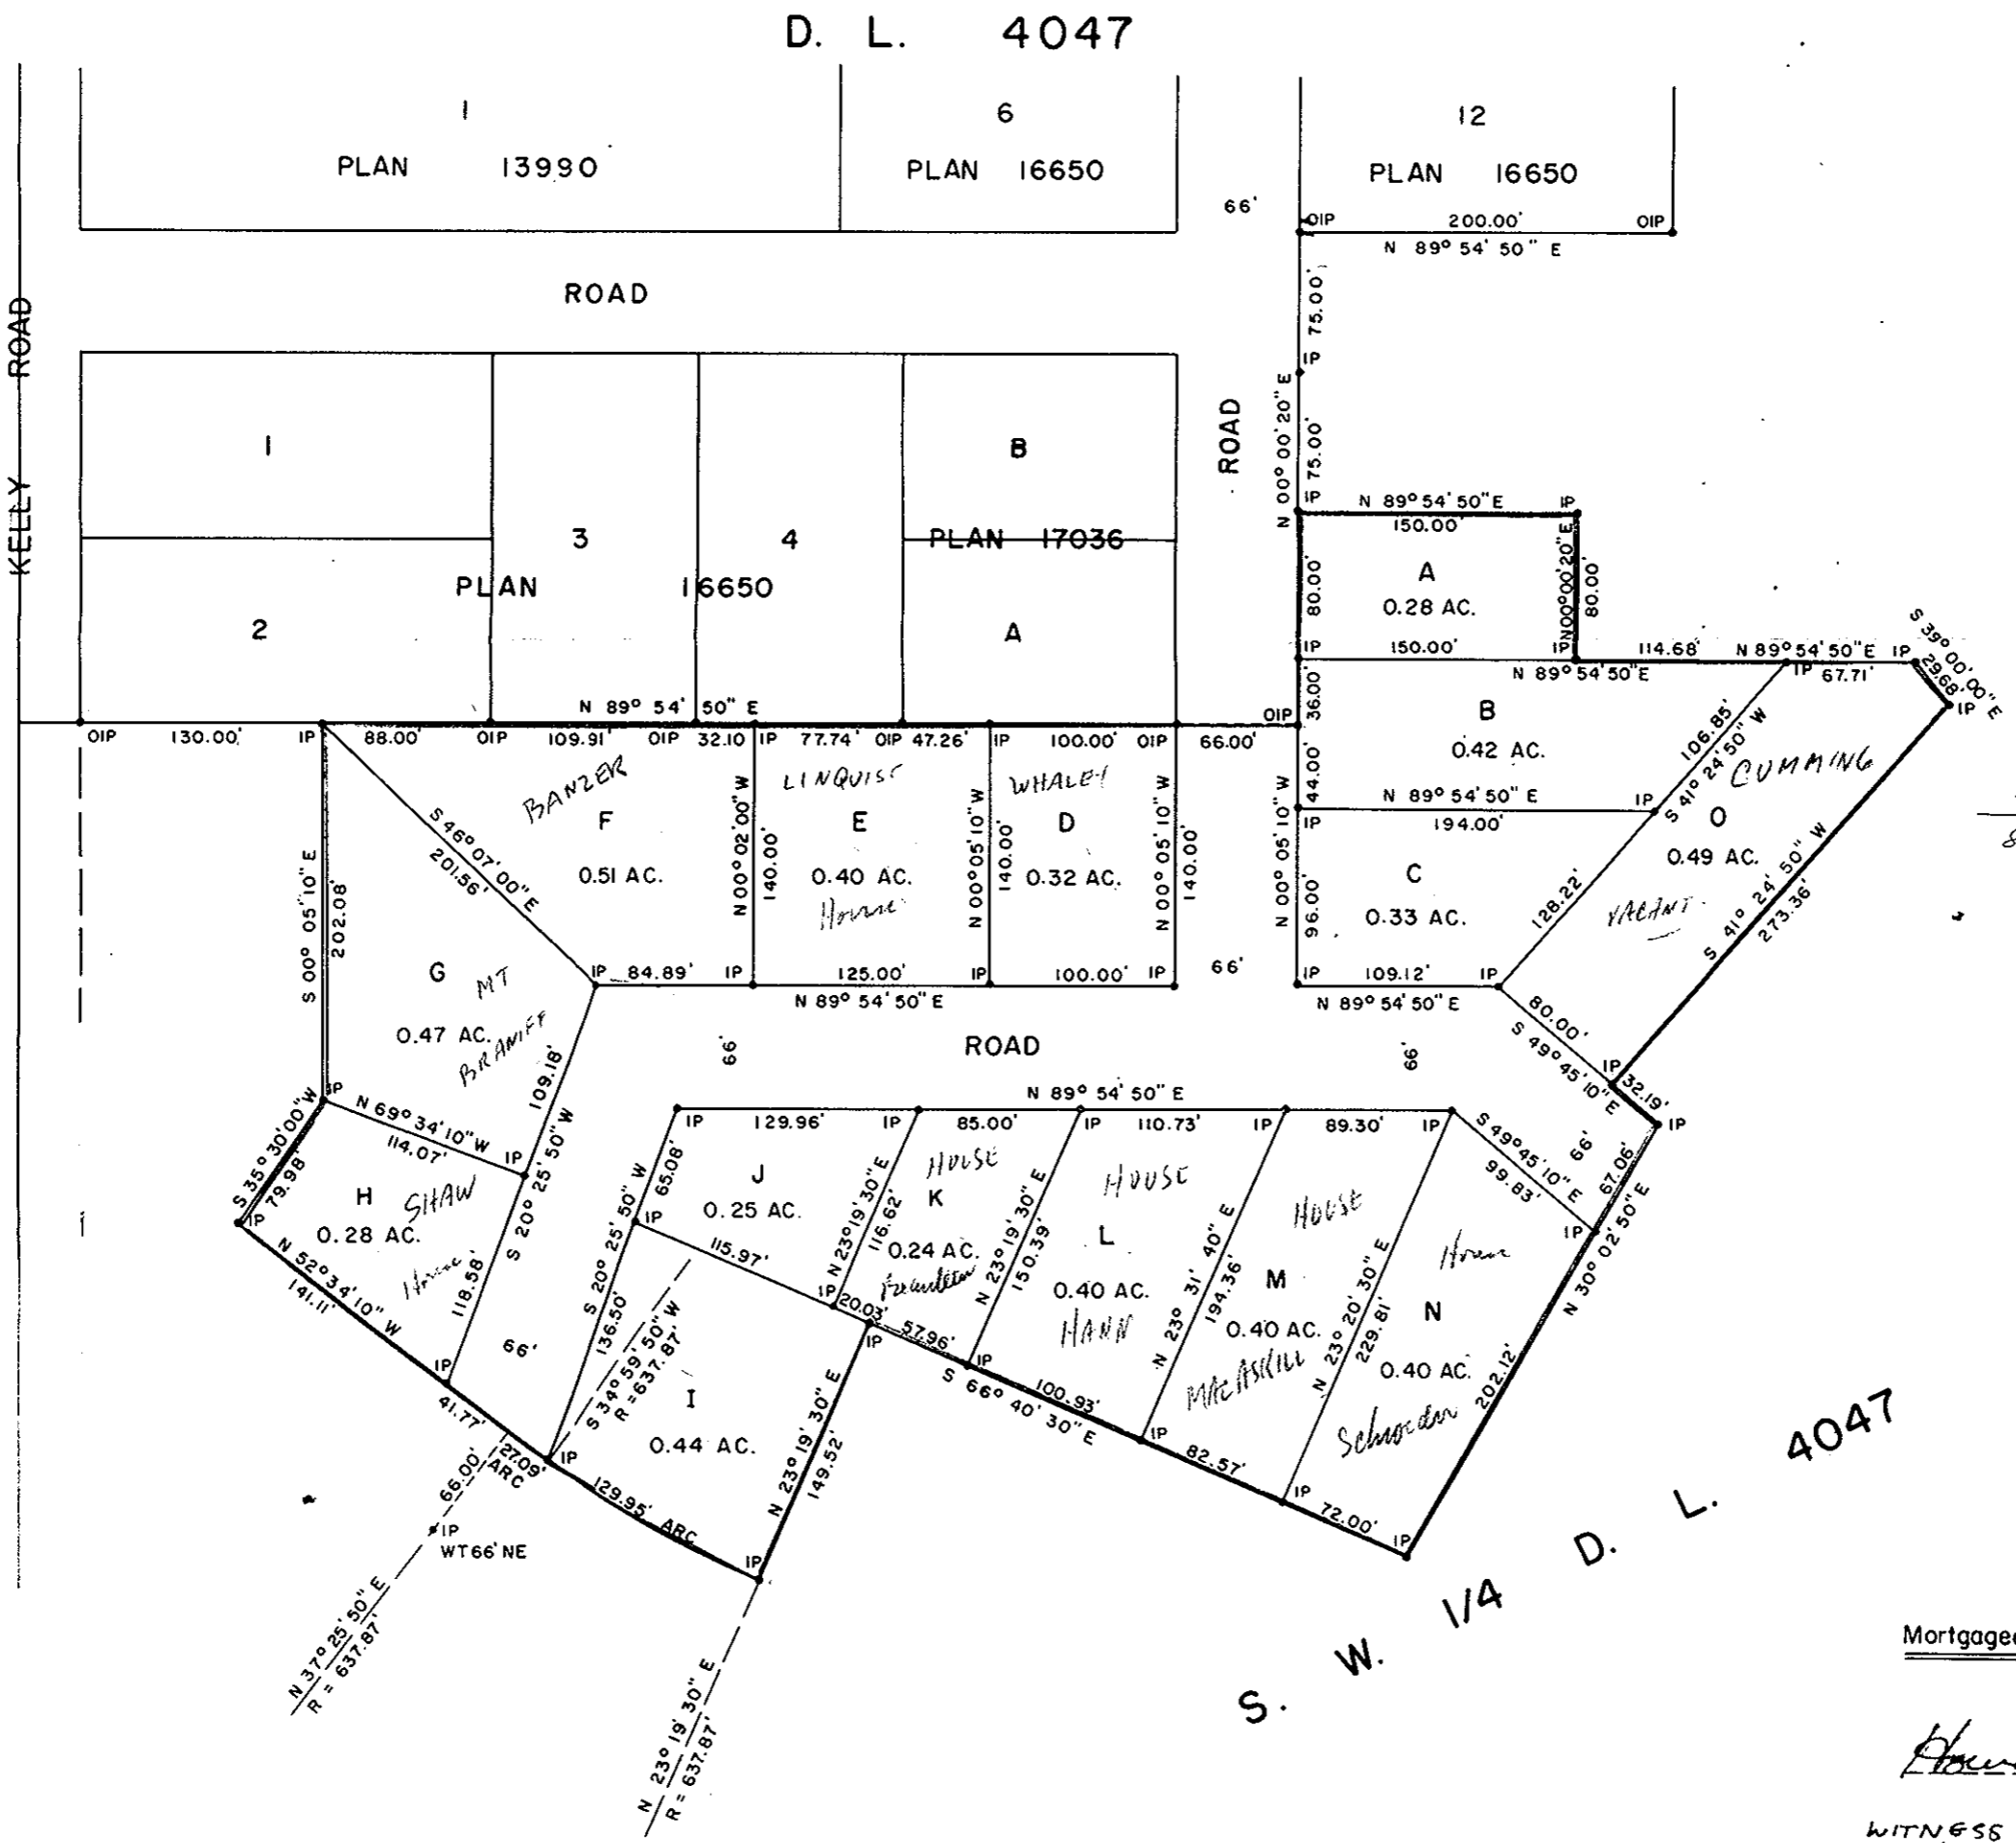 D. L. 4047
1
PLAN 13990
6
PLAN 16650
12
PLAN 16650
66'
OIP 200.00' OIP
N 89° 54' 50" E
ROAD
KELLY ROAD
75.00'
IP
N 00° 00' 20" E
75.00'
IP
ROAD
1
2
3
4
PLAN 16650
B
PLAN 17036
A
N 89° 54' 50" E
IP
150.00'
A
0.28 AC.
80.00'
N00°00'20" E
80.00'
IP
150.00'
IP
N 89° 54' 50" E
114.68'
N 89° 54' 50" E
IP
IP
67.71'
S 39° 00' 00" E
29.68'
IP
36.00'
OIP
B
0.42 AC.
106.85'
S 41° 24' 50" W
CUMMING
O
0.49 AC.
VACANT
S 41° 24' 50" W
273.36'
44.00'
N 89° 54' 50" E
IP
IP
194.00'
N 00° 05' 10" W
96.00'
C
0.33 AC.
128.22'
IP
109.12'
IP
N 89° 54' 50" E
80.00'
S 49° 45' 10" E
IP
32.19'
IP
N 89° 54' 50" E
OIP 130.00' IP 88.00' OIP 109.91' OIP 32.10 IP 77.74' OIP 47.26' IP 100.00' OIP 66.00'
BANZER
F
0.51 AC.
S 46° 07' 00" E
201.56'
N 00° 02' 00" W
140.00'
LINQUIST
E
0.40 AC.
House
N 00° 05' 10" W
140.00'
WHALEY
D
0.32 AC.
N 00° 05' 10" W
140.00'
S 00° 05' 10" E
202.08'
G
MT
0.47 AC.
BRANIFF
IP 84.89' IP 125.00' IP 100.00' IP
N 89° 54' 50" E
66'
109.18'
S 20° 25' 50" W
66'
ROAD
66'
N 89° 54' 50" E
IP
N 69° 34' 10" W
114.07'
IP
S 35° 30' 00" W
79.98'
IP
H
SHAW
0.28 AC.
House
118.58'
N 52° 34' 10" W
141.11'
IP
66'
41.77'
IP 129.96' IP 85.00' IP 110.73' IP 89.30' IP
65.08'
S 20° 25' 50" W
IP
136.50'
J
0.25 AC.
115.97'
IP
N 23° 19' 30" E
116.62'
HOUSE
K
0.24 AC.
20.03'
IP
57.96'
IP
N 23° 19' 30" E
150.39'
HOUSE
L
0.40 AC.
HANN
S 66° 40' 30" E
100.93'
IP
N 23° 31' 40" E
194.36'
HOUSE
M
0.40 AC.
MACASKILL
82.57'
IP
N 23° 20' 30" E
229.81'
House
N
0.40 AC.
Schroeder
72.00'
IP
S 49° 45' 10" E
99.83'
IP
66'
67.06'
N 30° 02' 50" E
202.12'
S 34° 59' 50" W
R = 637.87'
I
0.44 AC.
N 23° 19' 30" E
149.52'
27.09'
ARC
IP
129.95' ARC
IP
66.00'
IP
WT 66' NE
N 37° 25' 50" E
R = 637.87'
N 23° 19' 30" E
R = 637.87'
S. W. 1/4 D. L. 4047
Mortgagee
WITNESS